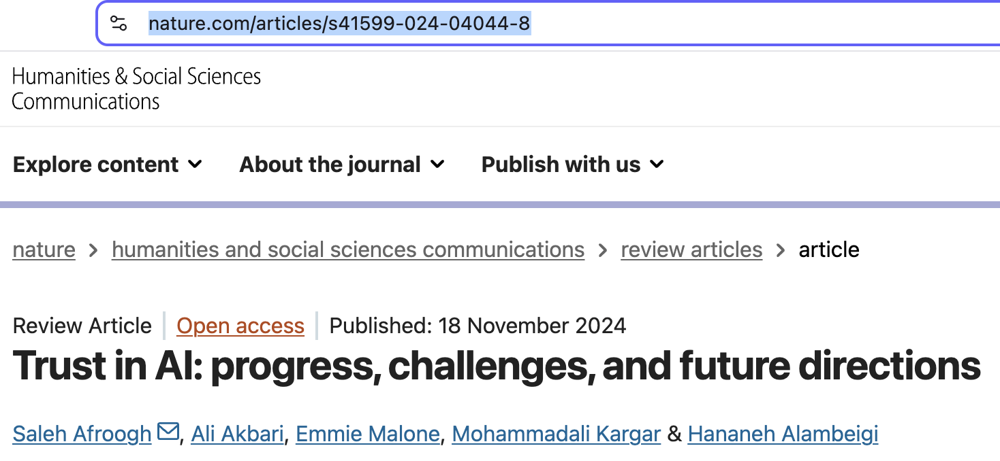 nature.com/articles/s41599-024-04044-8
Humanities & Social Sciences
Communications
Explore content About the journal Publish with us
nature > humanities and social sciences communications > review articles > article
Review Article | Open access | Published: 18 November 2024
Trust in AI: progress, challenges, and future directions
Saleh Afroogh, Ali Akbari, Emmie Malone, Mohammadali Kargar & Hananeh Alambeigi